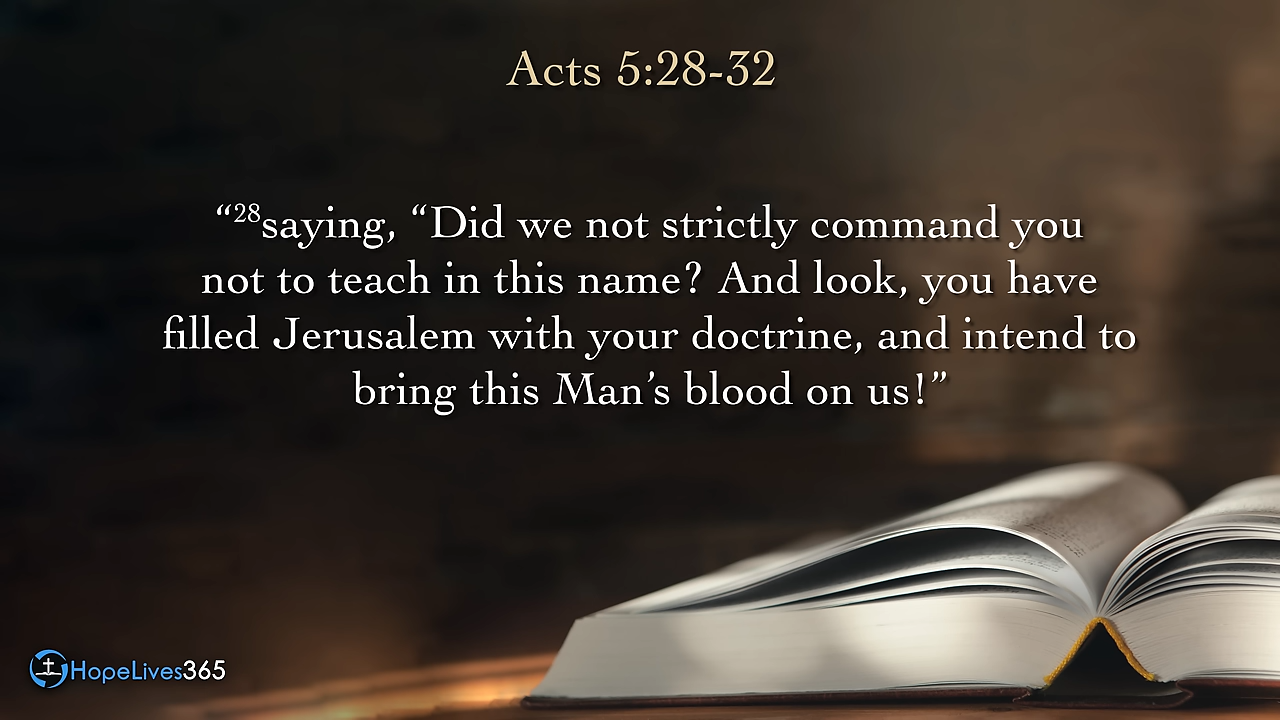 Acts 5:28-32
“28saying, “Did we not strictly command you
not to teach in this name? And look, you have
filled Jerusalem with your doctrine, and intend to
bring this Man’s blood on us!”
HopeLives365